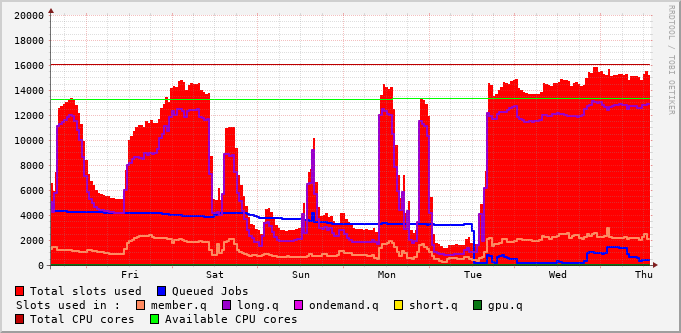 20000
18000
16000
14000
12000
10000
8000
6000
4000
2000
0
Fri Sat Sun Mon Tue Wed Thu
Total slots used Queued Jobs
Slots used in : member.q long.q ondemand.q short.q gpu.q
Total CPU cores Available CPU cores
RRDTOOL / TOBI OETIKER